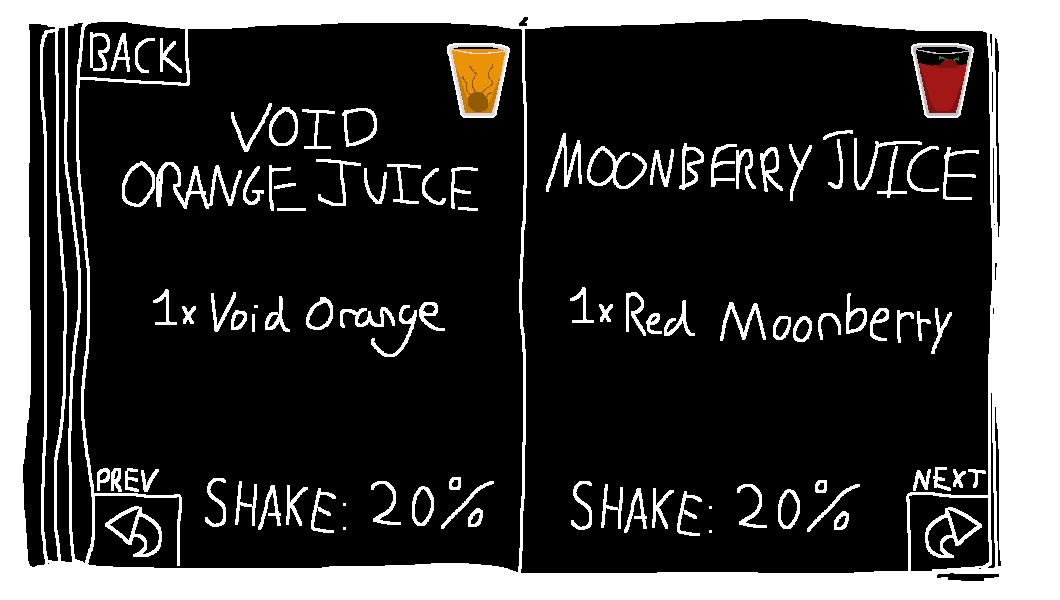 BACK
VOID
ORANGE JUICE
1x Void Orange
PREV
SHAKE: 20%
MOONBERRY JUICE
1x Red Moonberry
SHAKE: 20%
NEXT